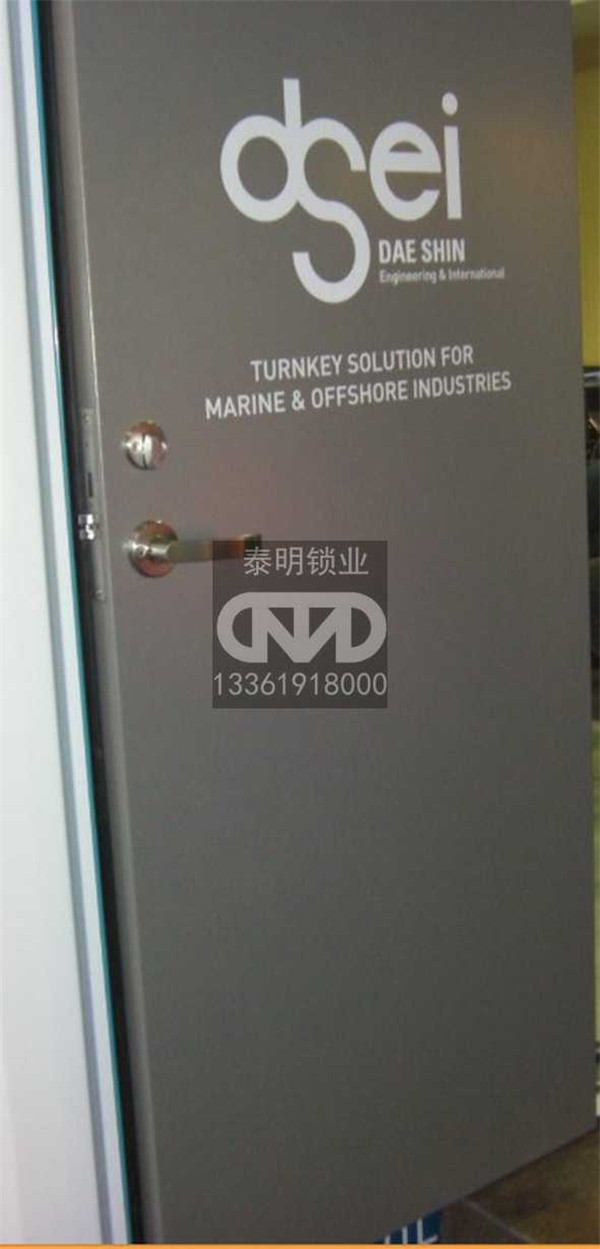 dsei
DAE SHIN
Engineering & International
TURNKEY SOLUTION FOR
MARINE & OFFSHORE INDUSTRIES
泰明锁业
13361918000